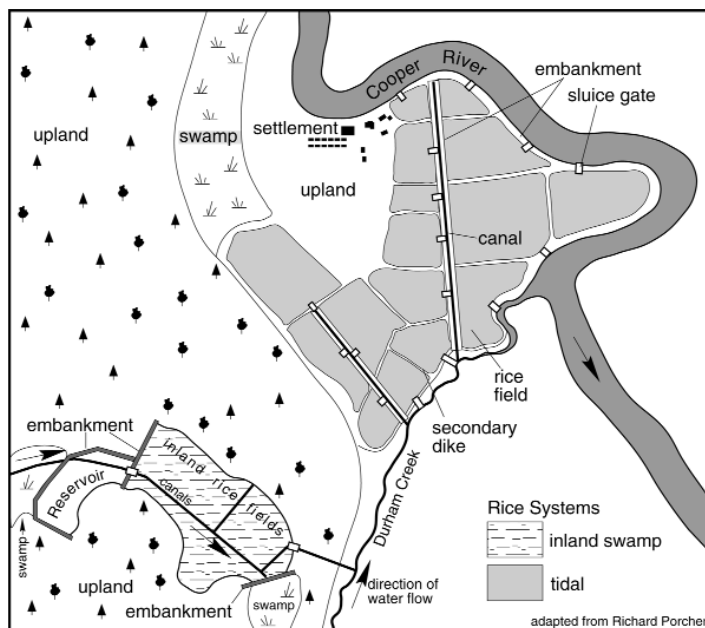 Cooper River
embankment
sluice gate
settlement
upland
swamp
upland
canal
rice
field
secondary
dike
embankment
Reservoir
inland rice fields
canals
swamp
upland
embankment
swamp
Durham Creek
direction of
water flow
Rice Systems
inland swamp
tidal
adapted from Richard Porcher